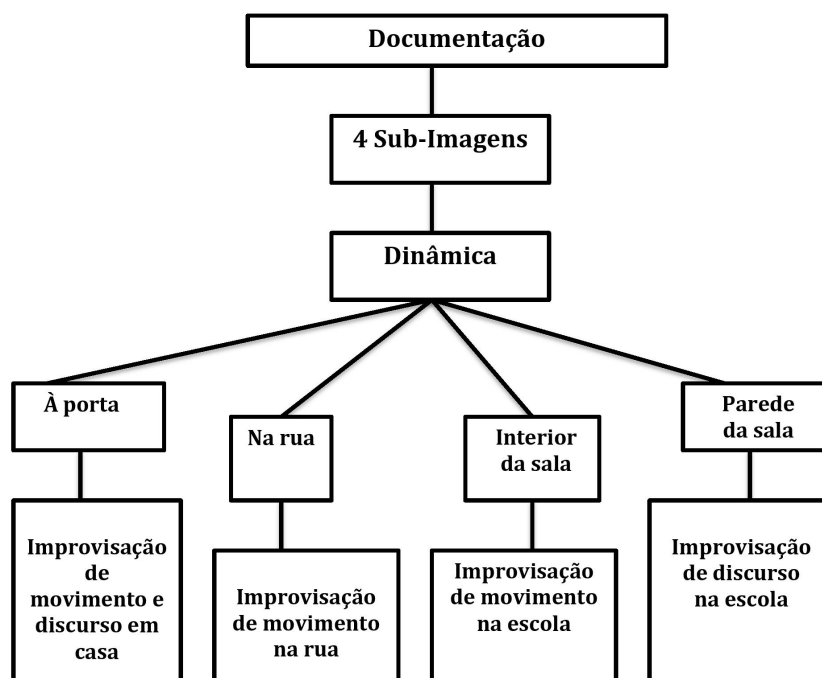 Documentação
4 Sub-Imagens
Dinâmica
À porta
Na rua
Interior
da sala
Parede
da sala
Improvisação
de
movimento e
discurso em
casa
Improvisação
de movimento
na rua
Improvisação
de movimento
na escola
Improvisação
de discurso
na escola